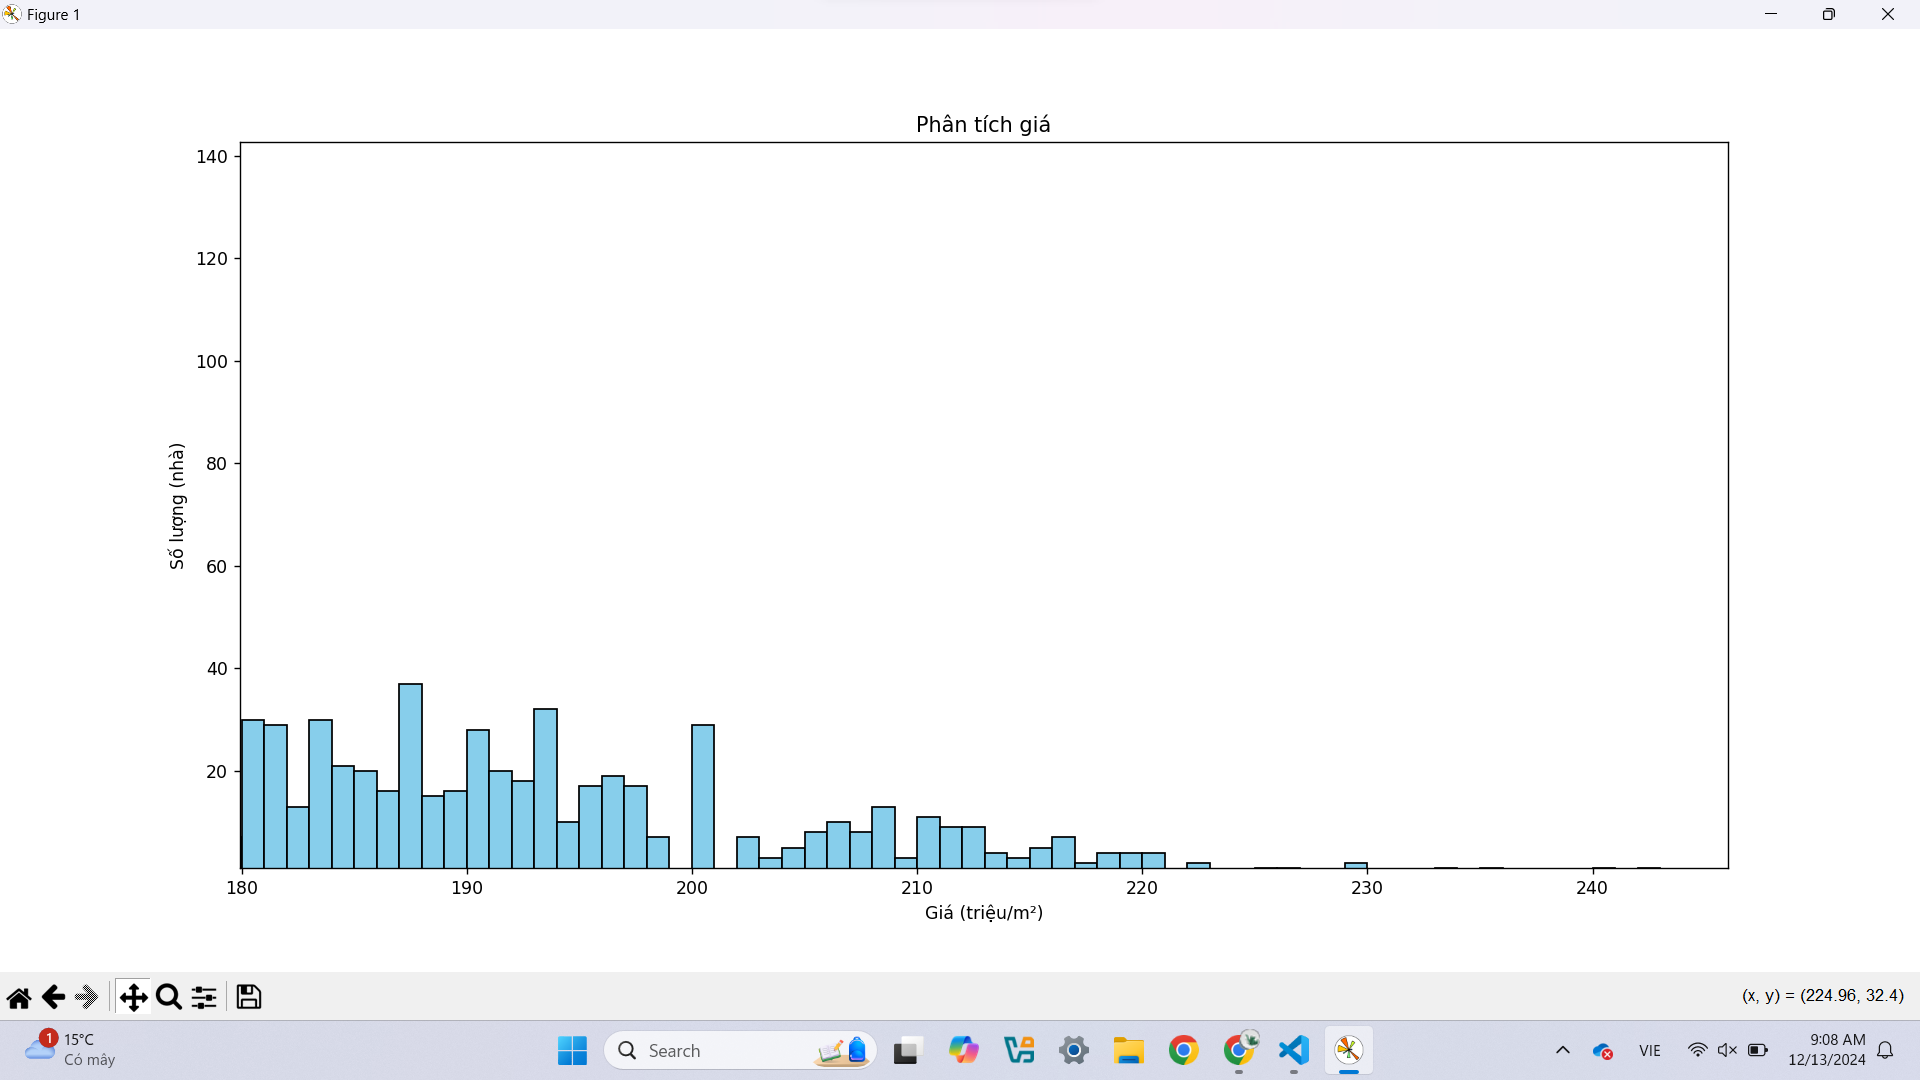 Figure 1
Phân tích giá
140
120
100
80
60
40
20
Số lượng (nhà)
180 190 200 210 220 230 240
Giá (triệu/m²)
(x, y) = (224.96, 32.4)
1
15°C
Có mây
Search
VIE
9:08 AM
12/13/2024